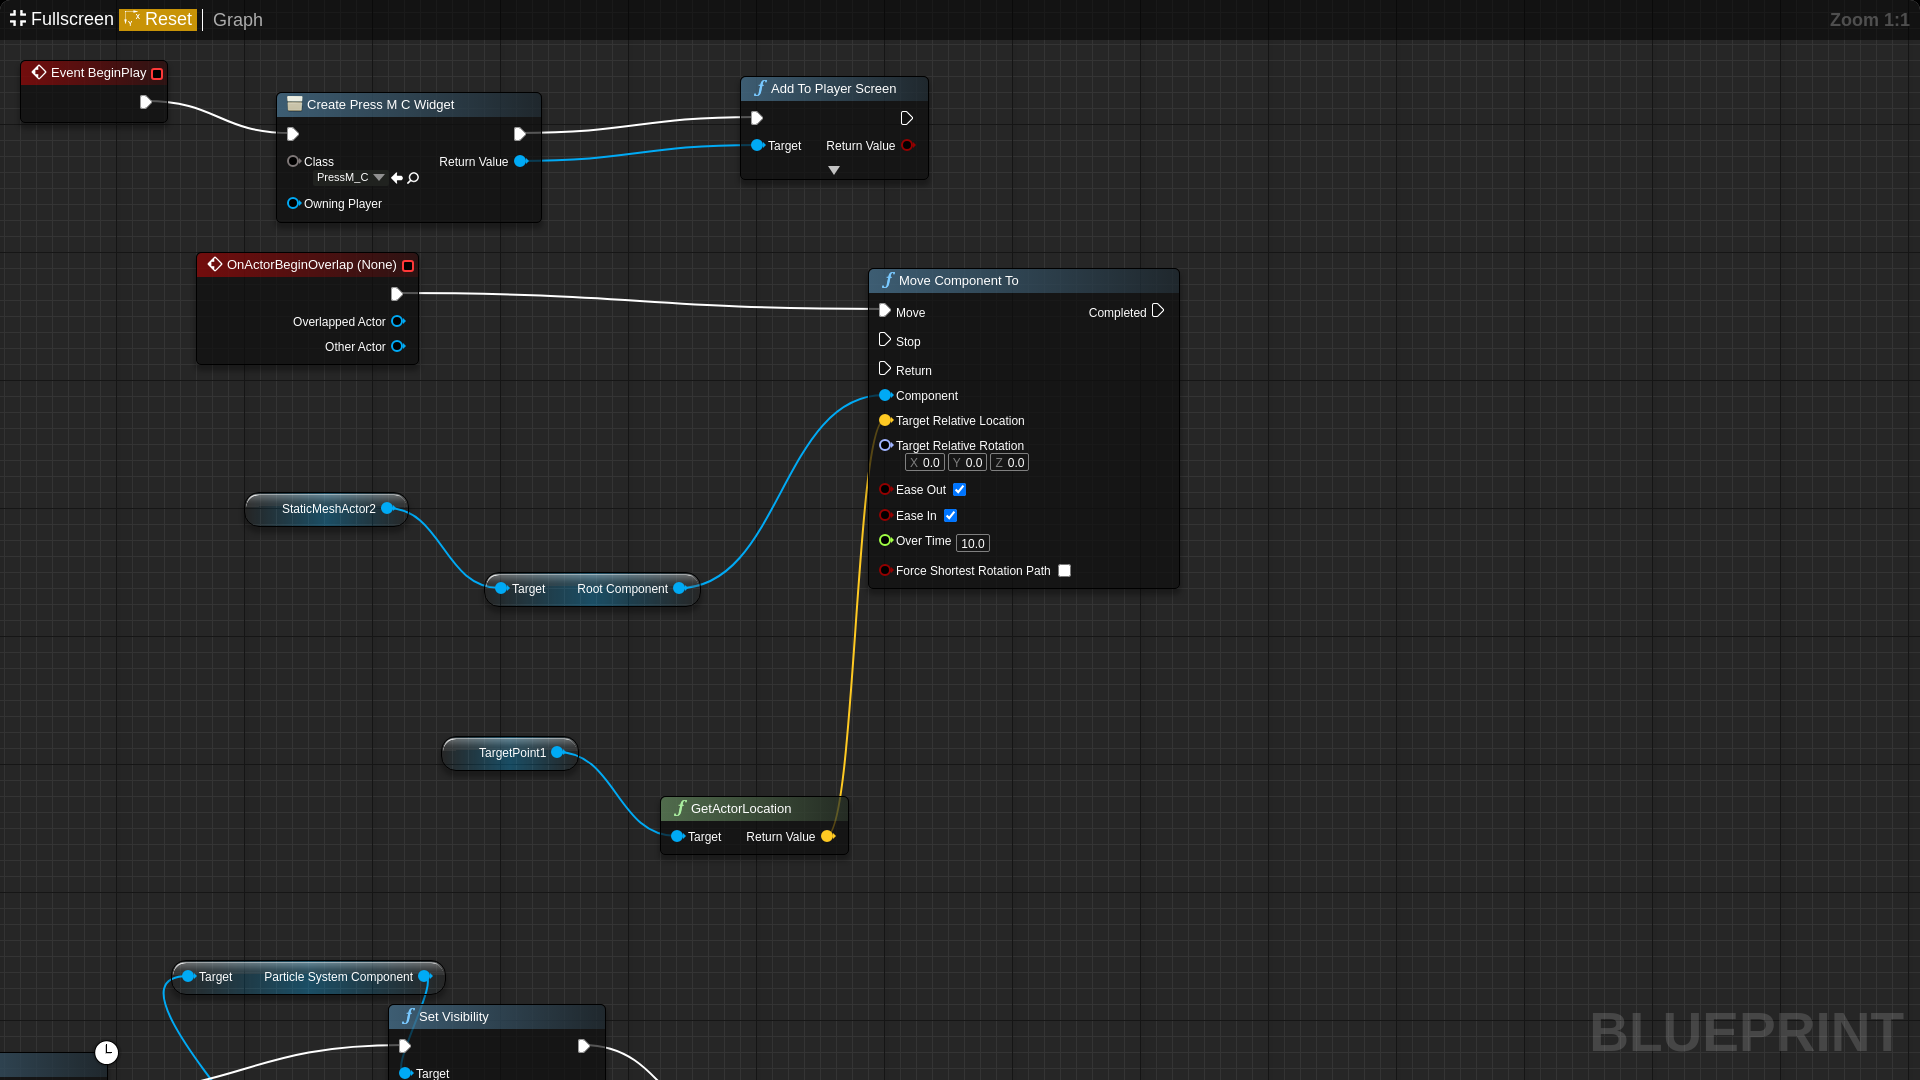 Fullscreen Reset Graph Zoom 1:1
Event BeginPlay
Create Press M C Widget
Class Return Value
PressM_C
Owning Player
Add To Player Screen
Target Return Value
OnActorBeginOverlap (None)
Overlapped Actor
Other Actor
Move Component To
Move Completed
Stop
Return
Component
Target Relative Location
Target Relative Rotation
X 0.0 Y 0.0 Z 0.0
Ease Out
Ease In
Over Time 10.0
Force Shortest Rotation Path
StaticMeshActor2
Target Root Component
TargetPoint1
GetActorLocation
Target Return Value
Target Particle System Component
Set Visibility
Target
BLUEPRINT